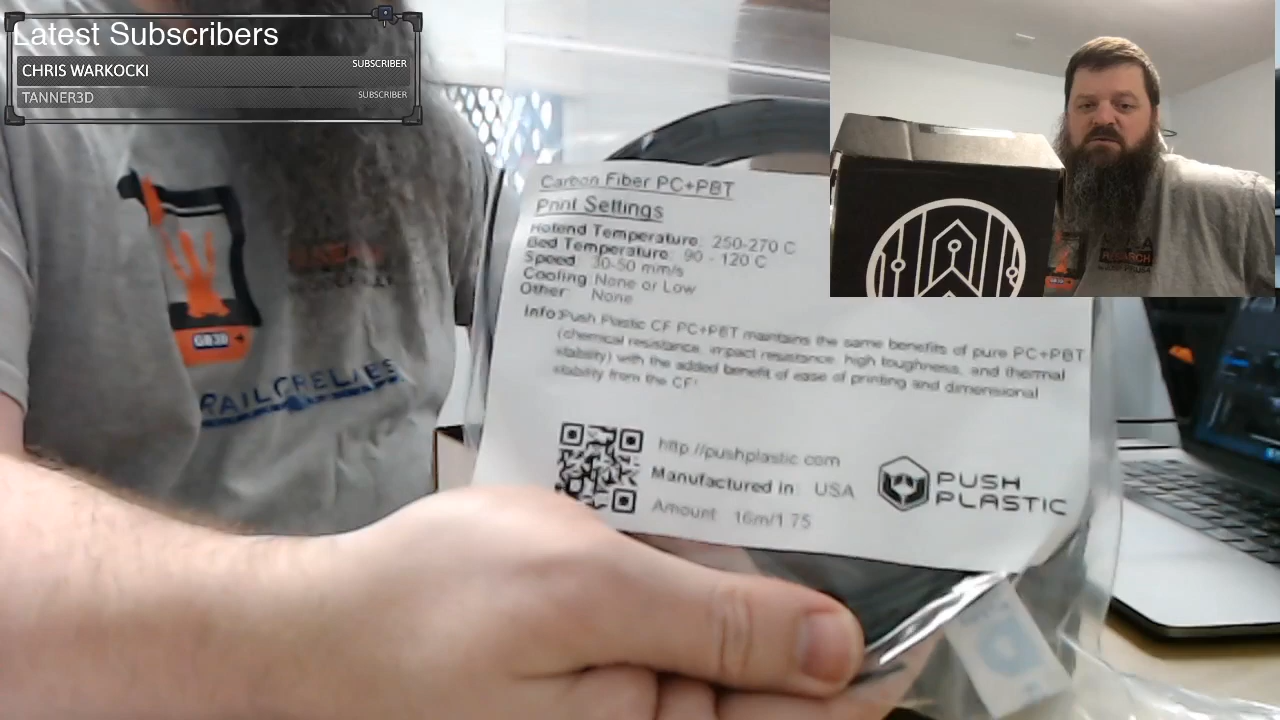 Latest Subscribers
CHRIS WARKOCKI SUBSCRIBER
TANNER3D SUBSCRIBER
Carbon Fiber PC+PBT
Print Settings
Hotend Temperature: 250-270 C
Bed Temperature: 90 - 120 C
Speed: 30-50 mm/s
Cooling: None or Low
Other: None
Info: Push Plastic CF PC+PBT maintains the same benefits of pure PC+PBT
(chemical resistance, impact resistance, high toughness, and thermal
stability) with the added benefit of ease of printing and dimensional
stability from the CF!
http://pushplastic.com
Manufactured in: USA
Amount: 16m/1.75
PUSH
PLASTIC
RESEARCH